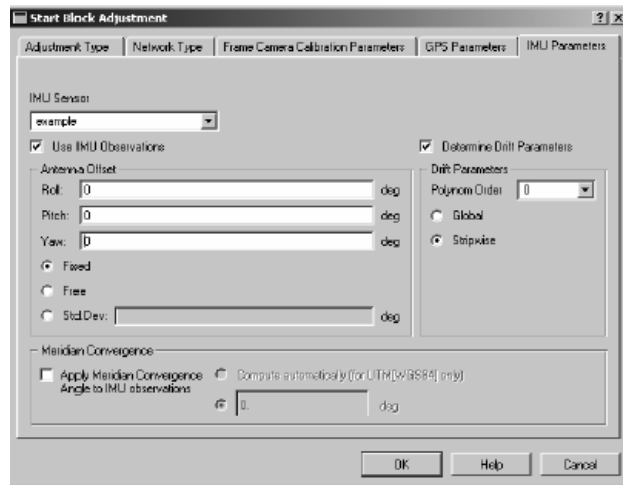 Start Block Adjustment
Adjustment Type Network Type Frame Camera Calibration Parameters GPS Parameters IMU Parameters
IMU Sensor
example
Use IMU Observations Determine Drift Parameters
Antenna Offset Drift Parameters
Roll: 0 deg Polynom Order 0
Pitch: 0 deg Global
Yaw: 0 deg Stripwise
Fixed
Free
Std.Dev: deg
Meridian Convergence
Apply Meridian Convergence Angle to IMU observations Compute automatically (for UTM[WGS84] only)
0. deg
OK Help Cancel